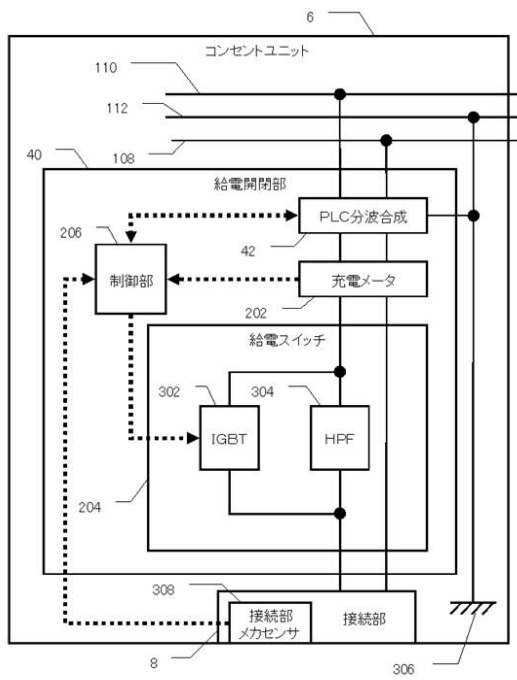 6
コンセントユニット
110
112
108
40
給電開閉部
206
PLC分波合成
42
制御部
充電メータ
202
給電スイッチ
302
304
IGBT
HPF
204
308
接続部
メカセンサ
接続部
8
306